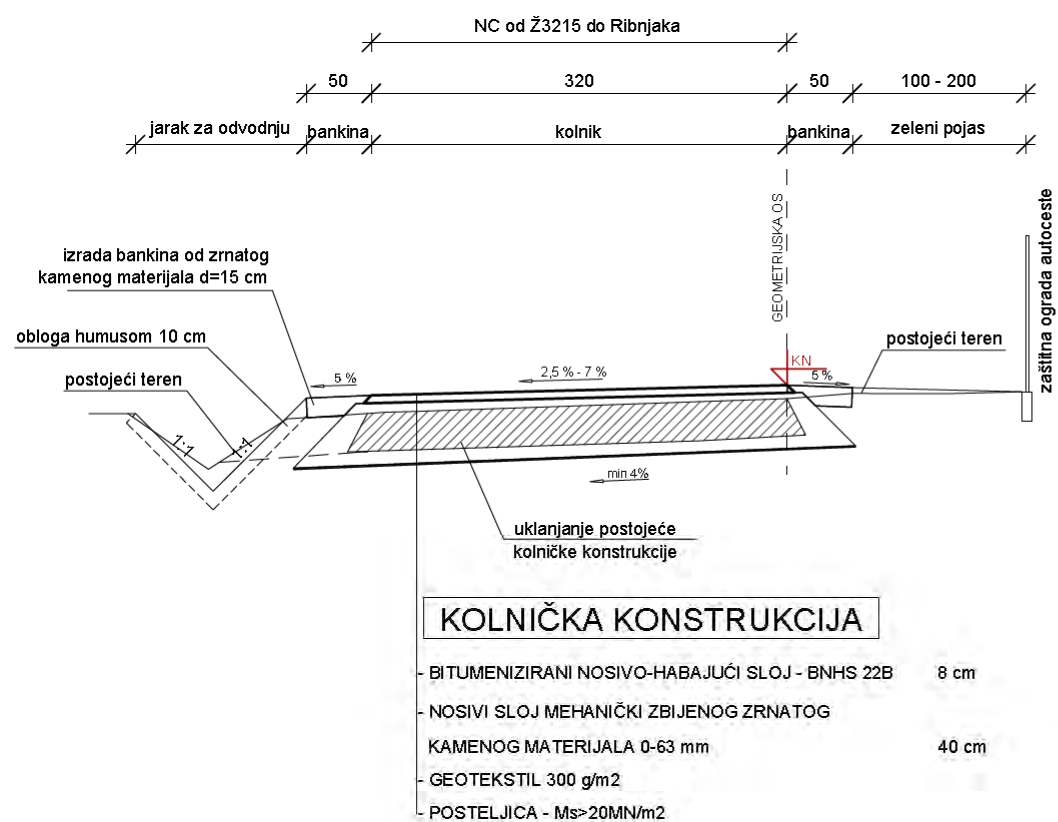 NC od Ž3215 do Ribnjaka
50
320
50
100 - 200
jarak za odvodnju
bankina
kolnik
bankina
zeleni pojas
GEOMETRIJSKA OS
zaštitna ograda autoceste
izrada bankina od zrnatog
kamenog materijala d=15 cm
obloga humusom 10 cm
postojeći teren
postojeći teren
KN
5 %
2,5 % - 7 %
5 %
1:1
1:1
min 4%
uklanjanje postojeće
kolničke konstrukcije
KOLNIČKA KONSTRUKCIJA
- BITUMENIZIRANI NOSIVO-HABAJUĆI SLOJ - BNHS 22B 8 cm
- NOSIVI SLOJ MEHANIČKI ZBIJENOG ZRNATOG
KAMENOG MATERIJALA 0-63 mm 40 cm
- GEOTEKSTIL 300 g/m2
- POSTELJICA - Ms>20MN/m2